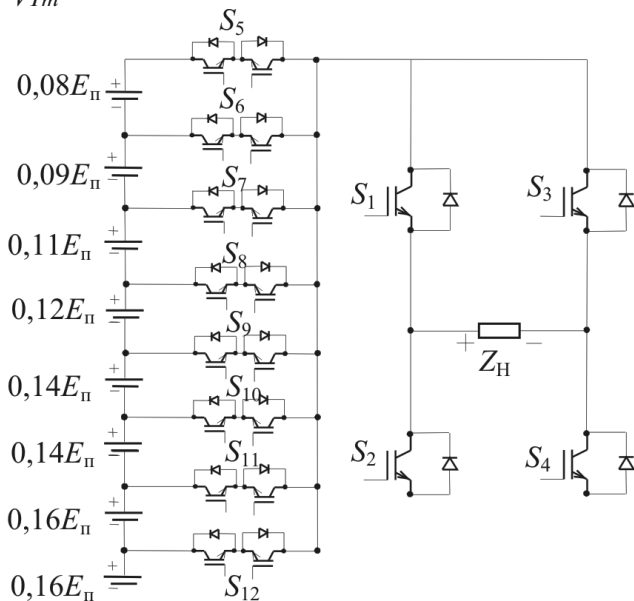 V1m
S5
0,08Eп
S6
0,09Eп
S7
S1
S3
0,11Eп
S8
0,12Eп
S9
+ −
Zн
0,14Eп
S10
0,14Eп
S11
S2
S4
0,16Eп
0,16Eп
S12